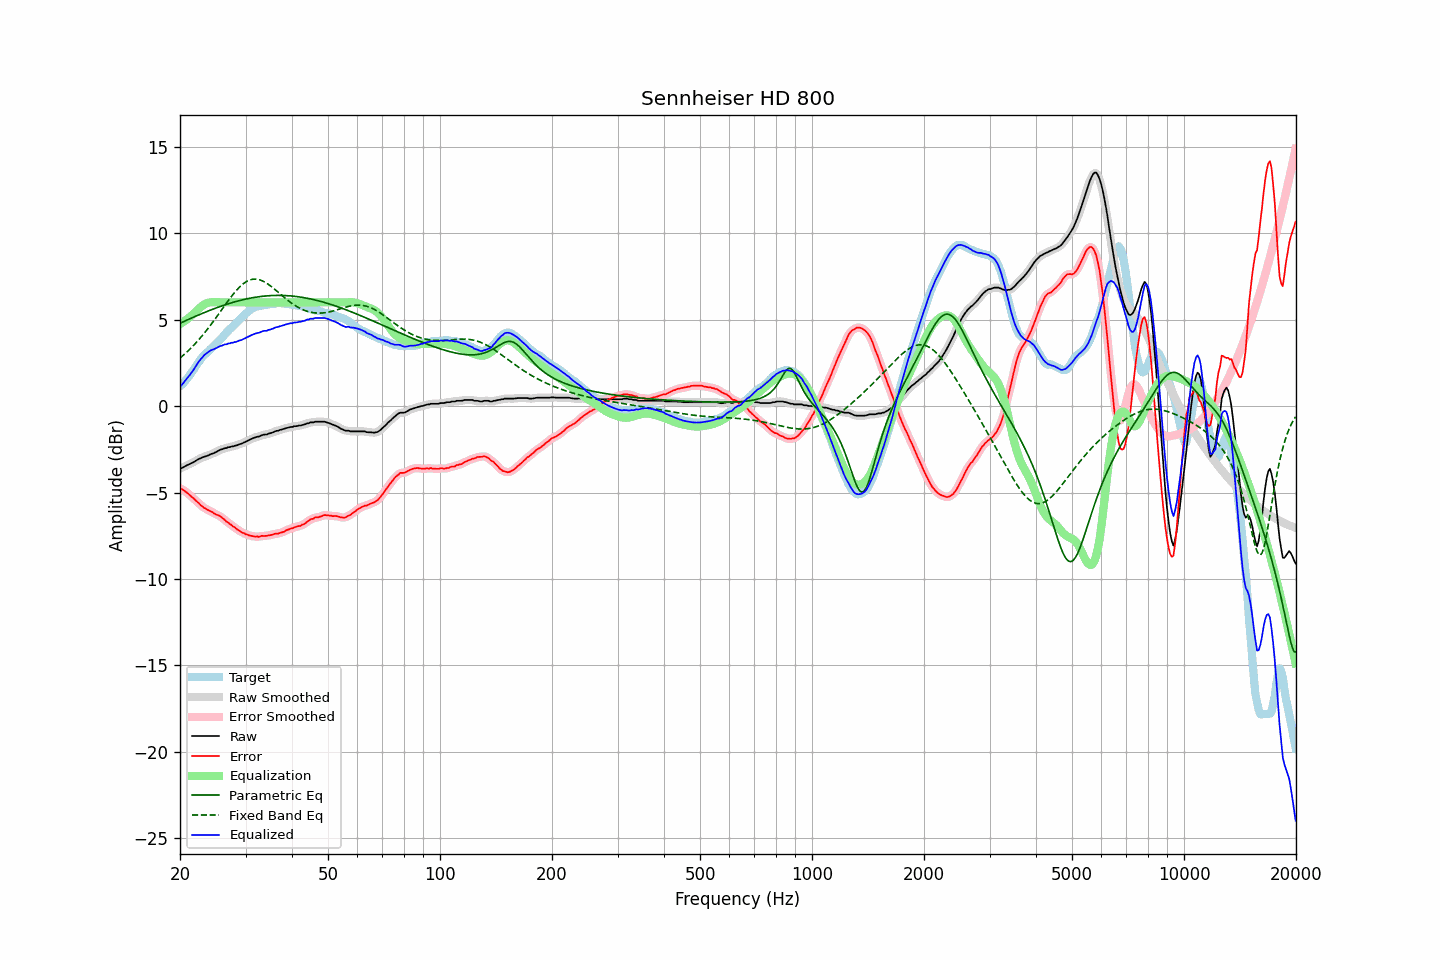 Sennheiser HD 800
Amplitude (dBr)
15
10
5
0
−5
−10
−15
−20
−25
Target
Raw Smoothed
Error Smoothed
Raw
Error
Equalization
Parametric Eq
Fixed Band Eq
Equalized
20 50 100 200 500 1000 2000 5000 10000 20000
Frequency (Hz)